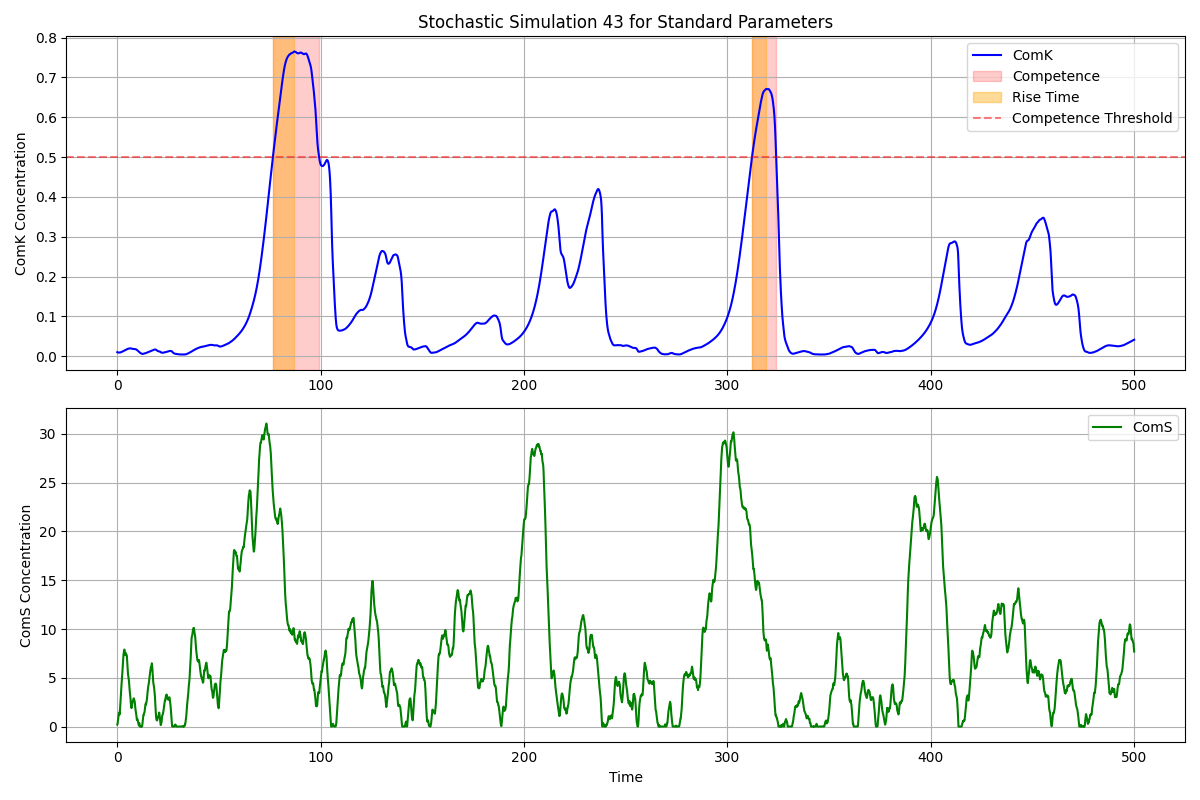 Stochastic Simulation 43 for Standard Parameters
ComK Concentration
0.8
0.7
0.6
0.5
0.4
0.3
0.2
0.1
0.0
ComK
Competence
Rise Time
Competence Threshold
0 100 200 300 400 500
ComS Concentration
30
25
20
15
10
5
0
ComS
0 100 200 300 400 500
Time